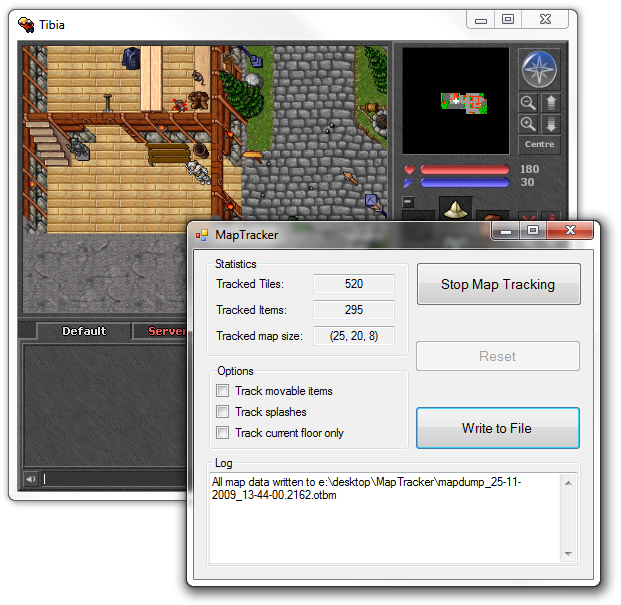 Tibia
Centre
180
30
Default
Server
MapTracker
Statistics
Tracked Tiles: 520
Tracked Items: 295
Tracked map size: (25, 20, 8)
Stop Map Tracking
Reset
Options
Track movable items
Track splashes
Track current floor only
Write to File
Log
All map data written to e:\desktop\MapTracker\mapdump_25-11-
2009_13-44-00.2162.otbm